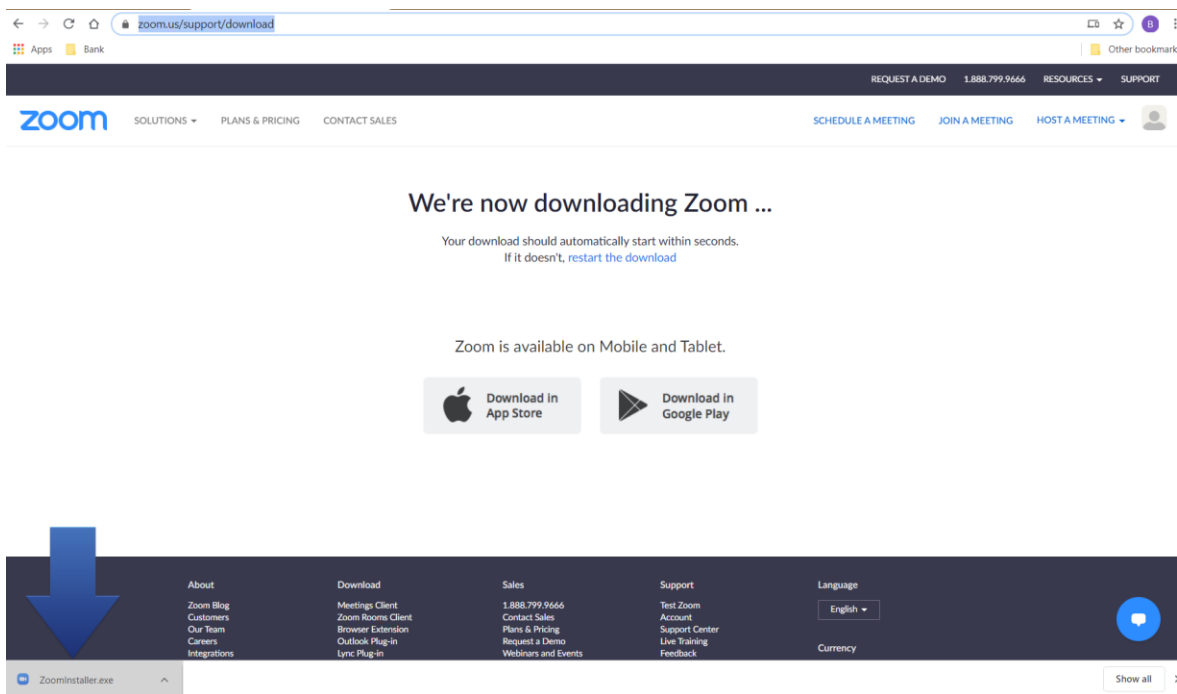 zoom.us/support/download
B
Apps Bank Other bookmark
REQUEST A DEMO 1.888.799.9666 RESOURCES SUPPORT
zoom SOLUTIONS PLANS & PRICING CONTACT SALES SCHEDULE A MEETING JOIN A MEETING HOST A MEETING
We're now downloading Zoom ...
Your download should automatically start within seconds.
If it doesn't, restart the download
Zoom is available on Mobile and Tablet.
Download in
App Store
Download in
Google Play
About
Zoom Blog
Customers
Our Team
Careers
Integrations
Download
Meetings Client
Zoom Rooms Client
Browser Extension
Outlook Plug-in
Lync Plug-in
Sales
1.888.799.9666
Contact Sales
Plans & Pricing
Request a Demo
Webinars and Events
Support
Test Zoom
Account
Support Center
Live Training
Feedback
Language
English
Currency
ZoomInstaller.exe
Show all